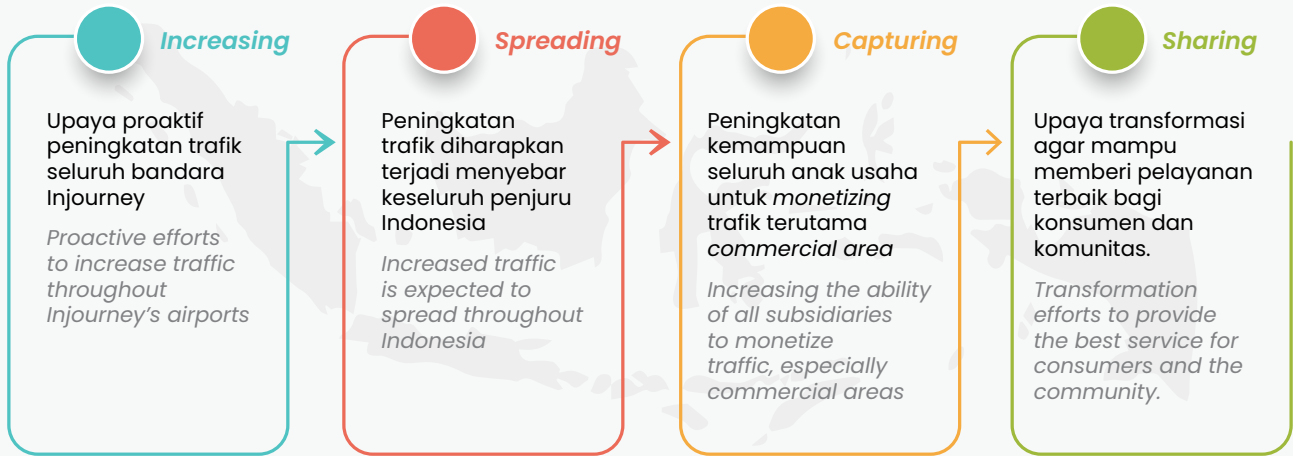 Increasing
Upaya proaktif
peningkatan trafik
seluruh bandara
Injourney
Proactive efforts
to increase traffic
throughout
Injourney's airports
Spreading
Peningkatan
trafik diharapkan
terjadi menyebar
keseluruh penjuru
Indonesia
Increased traffic
is expected to
spread throughout
Indonesia
Capturing
Peningkatan
kemampuan
seluruh anak usaha
untuk monetizing
trafik terutama
commercial area
Increasing the ability
of all subsidiaries
to monetize
traffic, especially
commercial areas
Sharing
Upaya transformasi
agar mampu
memberi pelayanan
terbaik bagi
konsumen dan
komunitas.
Transformation
efforts to provide
the best service for
consumers and the
community.